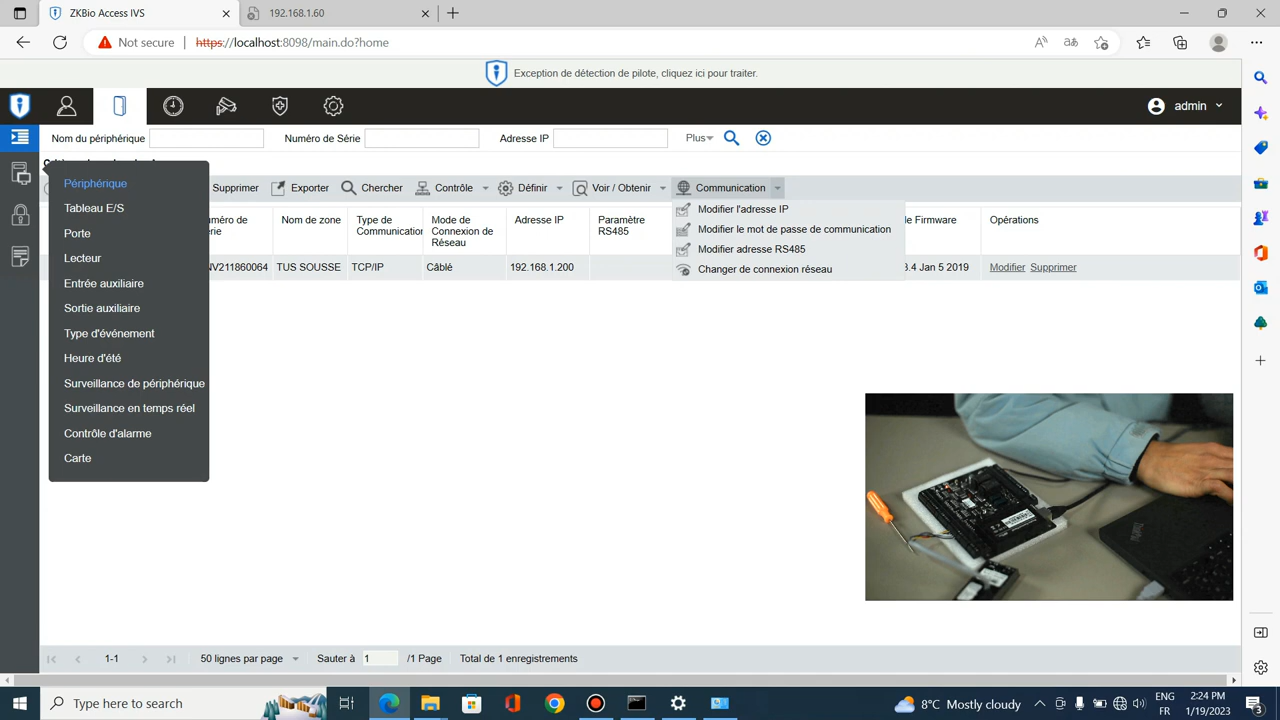 ZKBio Access IVS
192.168.1.60
Not secure
https://localhost:8098/main.do?home
Exception de détection de pilote, cliquez ici pour traiter.
admin
Nom du périphérique
Numéro de Série
Adresse IP
Plus
Supprimer
Exporter
Chercher
Contrôle
Définir
Voir / Obtenir
Communication
Périphérique
Tableau E/S
Porte
Lecteur
Entrée auxiliaire
Sortie auxiliaire
Type d'événement
Heure d'été
Surveillance de périphérique
Surveillance en temps réel
Contrôle d'alarme
Carte
Modifier l'adresse IP
Modifier le mot de passe de communication
Modifier adresse RS485
Changer de connexion réseau
Nom de zone
Type de
Communication
Mode de
Connexion de
Réseau
Adresse IP
Paramètre
RS485
Firmware
Opérations
V211860064
TUS SOUSSE
TCP/IP
Câblé
192.168.1.200
Jan 5 2019
Modifier
Supprimer
1-1
50 lignes par page
Sauter à
1
/1 Page
Total de 1 enregistrements
Type here to search
8°C Mostly cloudy
ENG
FR
2:24 PM
1/19/2023
3